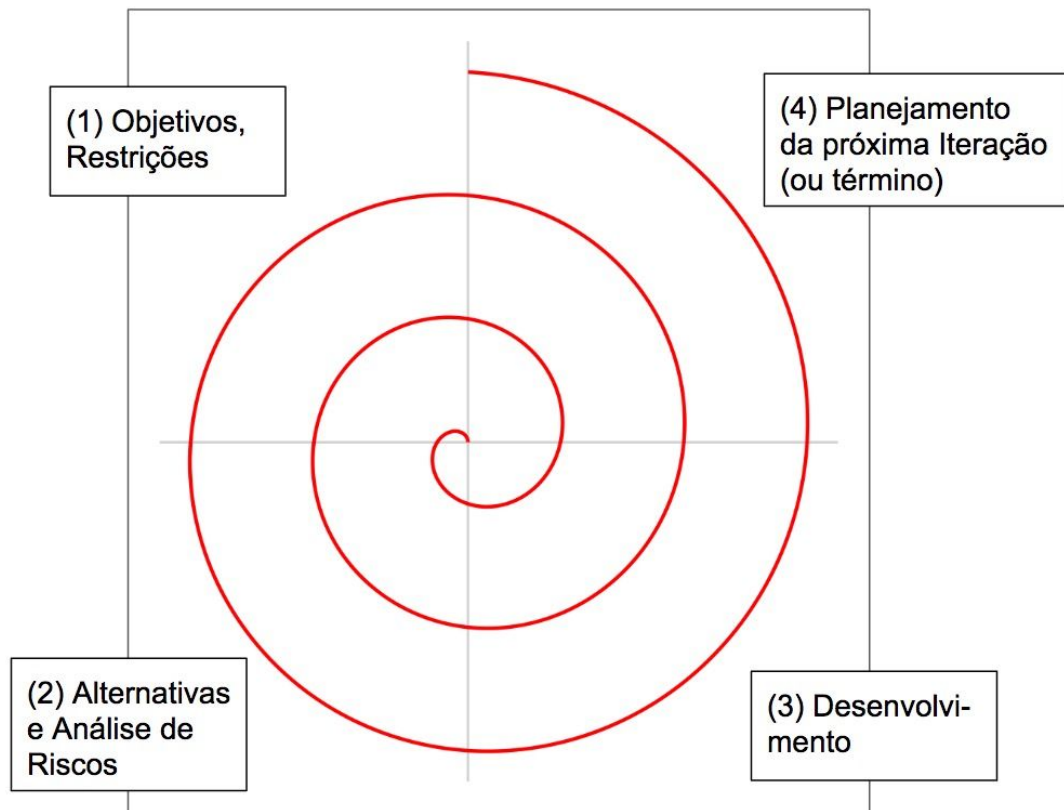 (1) Objetivos,
Restrições
(4) Planejamento
da próxima Iteração
(ou término)
(2) Alternativas
e Análise de
Riscos
(3) Desenvolvi-
mento